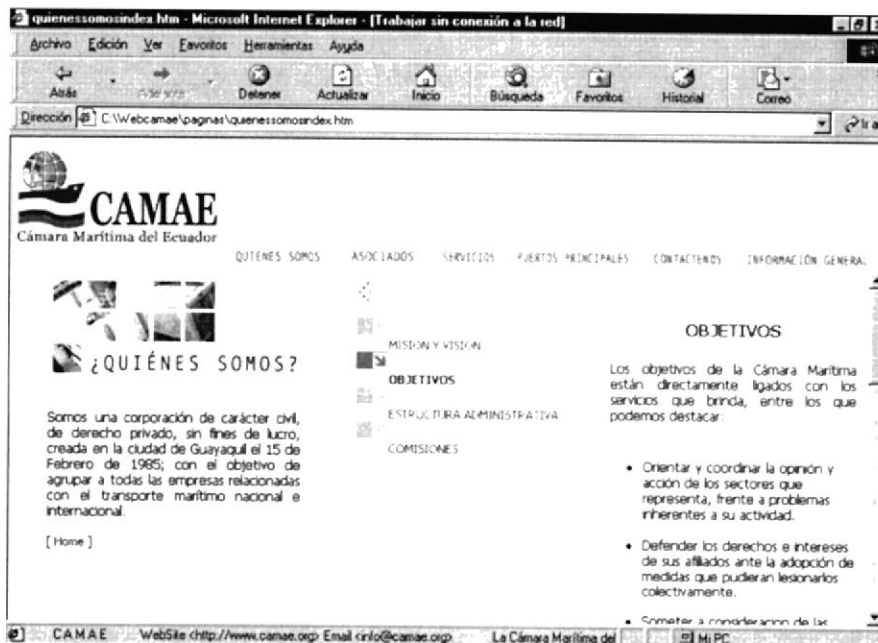 quienessomosindex.htm - Microsoft Internet Explorer - [Trabajar sin conexión a la red]
Archivo Edición Ver Favoritos Herramientas Ayuda
Atrás Adelante Detener Actualizar Inicio Búsqueda Favoritos Historial Correo
Dirección C:\Webcamae\paginas\quienessomosindex.htm Ir a
CAMAE
Cámara Marítima del Ecuador
QUIENES SOMOS ASOCIADOS SERVICIOS PUERTOS PRINCIPALES CONTACTENOS INFORMACIÓN GENERAL
¿QUIÉNES SOMOS?
Somos una corporación de carácter civil,
de derecho privado, sin fines de lucro,
creada en la ciudad de Guayaquil el 15 de
Febrero de 1985; con el objetivo de
agrupar a todas las empresas relacionadas
con el transporte marítimo nacional e
internacional.
[ Home ]
MISION Y VISION
OBJETIVOS
ESTRUCTURA ADMINISTRATIVA
COMISIONES
OBJETIVOS
Los objetivos de la Cámara Marítima
están directamente ligados con los
servicios que brinda, entre los que
podemos destacar:
• Orientar y coordinar la opinión y
acción de los sectores que
representa, frente a problemas
inherentes a su actividad.
• Defender los derechos e intereses
de sus afiliados ante la adopción de
medidas que pudieran lesionarlos
colectivamente.
• Someter a consideracion de las
CAMAE WebSite <http://www.camae.org> Email <info@camae.org> La Cámara Marítima del Mi PC